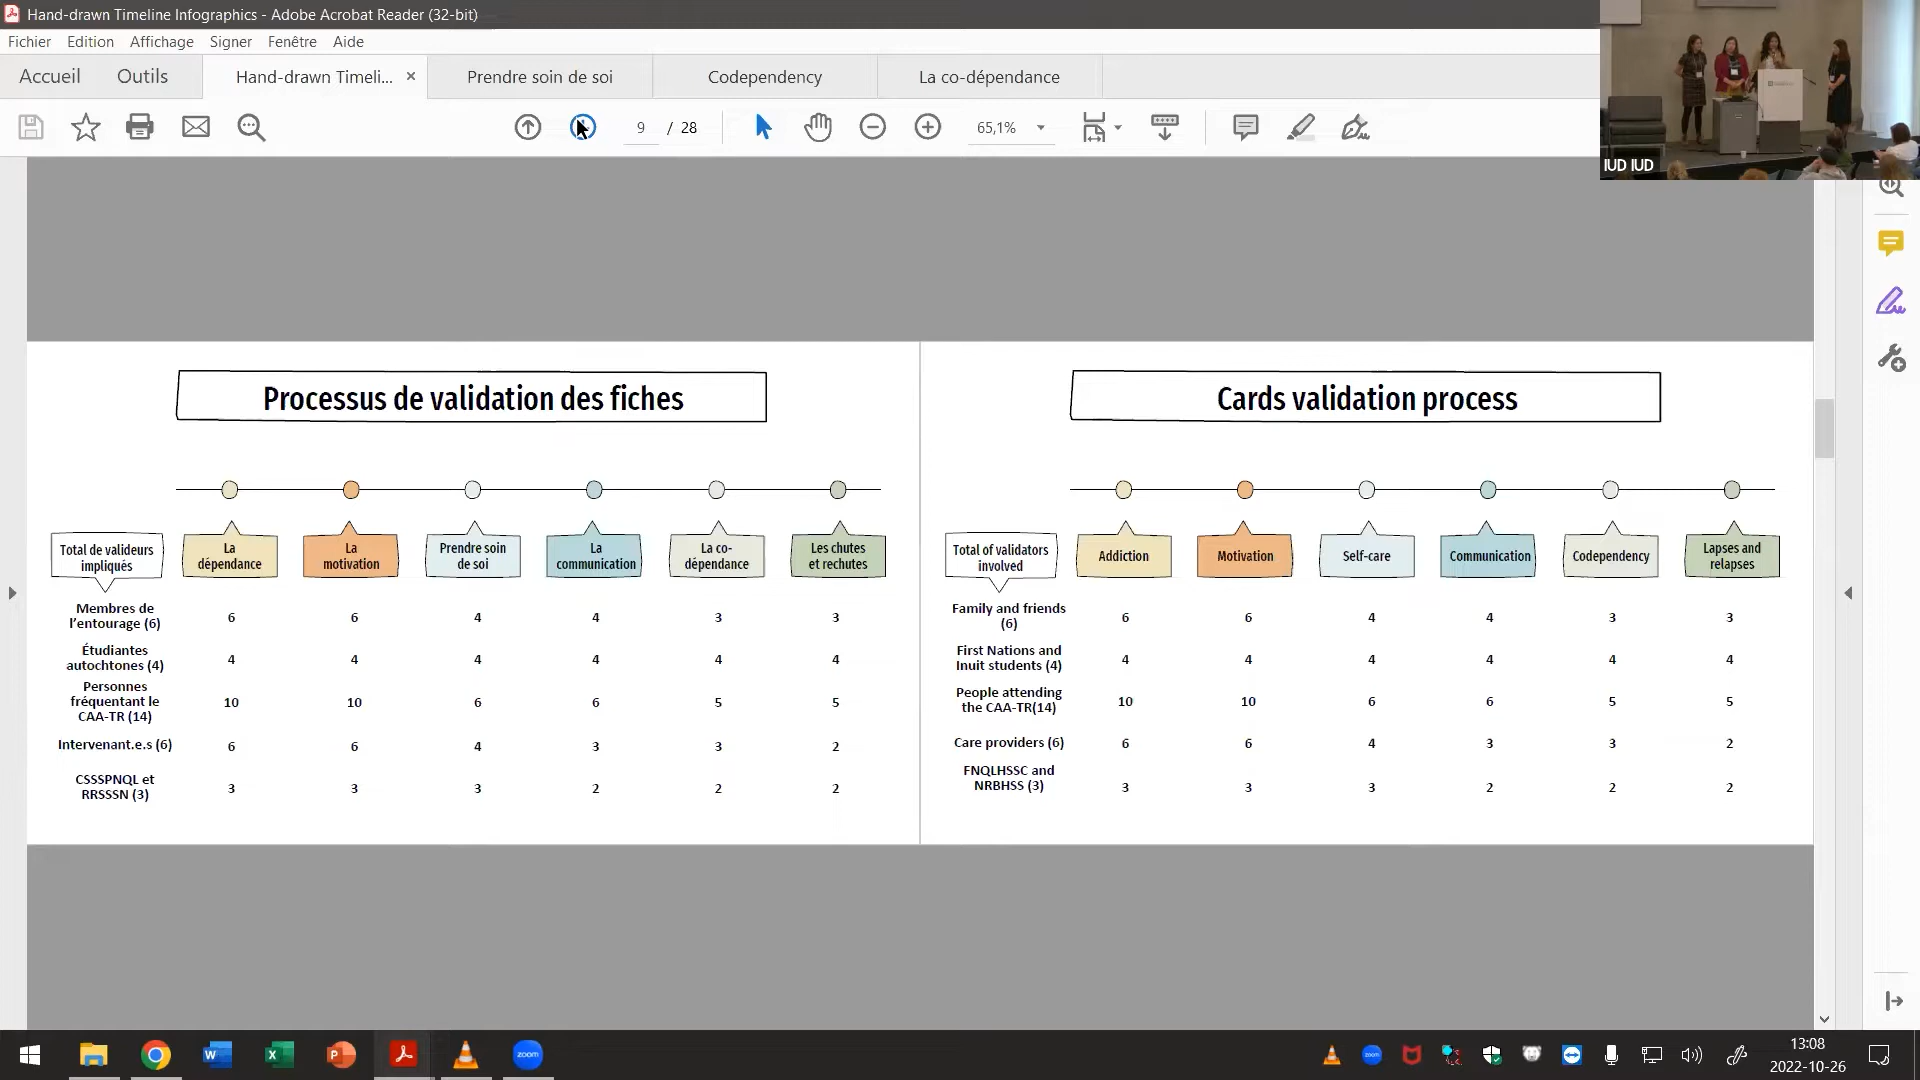 Hand-drawn Timeline Infographics - Adobe Acrobat Reader (32-bit)
Fichier Edition Affichage Signer Fenêtre Aide
Accueil Outils Hand-drawn Timeli... × Prendre soin de soi Codependency La co-dépendance
9 / 28 65,1%
IUD IUD
Processus de validation des fiches
Total de valideurs
impliqués
La
dépendance
La
motivation
Prendre soin
de soi
La
communication
La co-
dépendance
Les chutes
et rechutes
Membres de
l'entourage (6)
6 6 4 4 3 3
Étudiantes
autochtones (4)
4 4 4 4 4 4
Personnes
fréquentant le
CAA-TR (14)
10 10 6 6 5 5
Intervenant.e.s (6)
6 6 4 3 3 2
CSSSPNQL et
RRSSSN (3)
3 3 3 2 2 2
Cards validation process
Total of validators
involved
Addiction
Motivation
Self-care
Communication
Codependency
Lapses and
relapses
Family and friends
(6)
6 6 4 4 3 3
First Nations and
Inuit students (4)
4 4 4 4 4 4
People attending
the CAA-TR(14)
10 10 6 6 5 5
Care providers (6)
6 6 4 3 3 2
FNQLHSSC and
NRBHSS (3)
3 3 3 2 2 2
zoom
13:08
2022-10-26